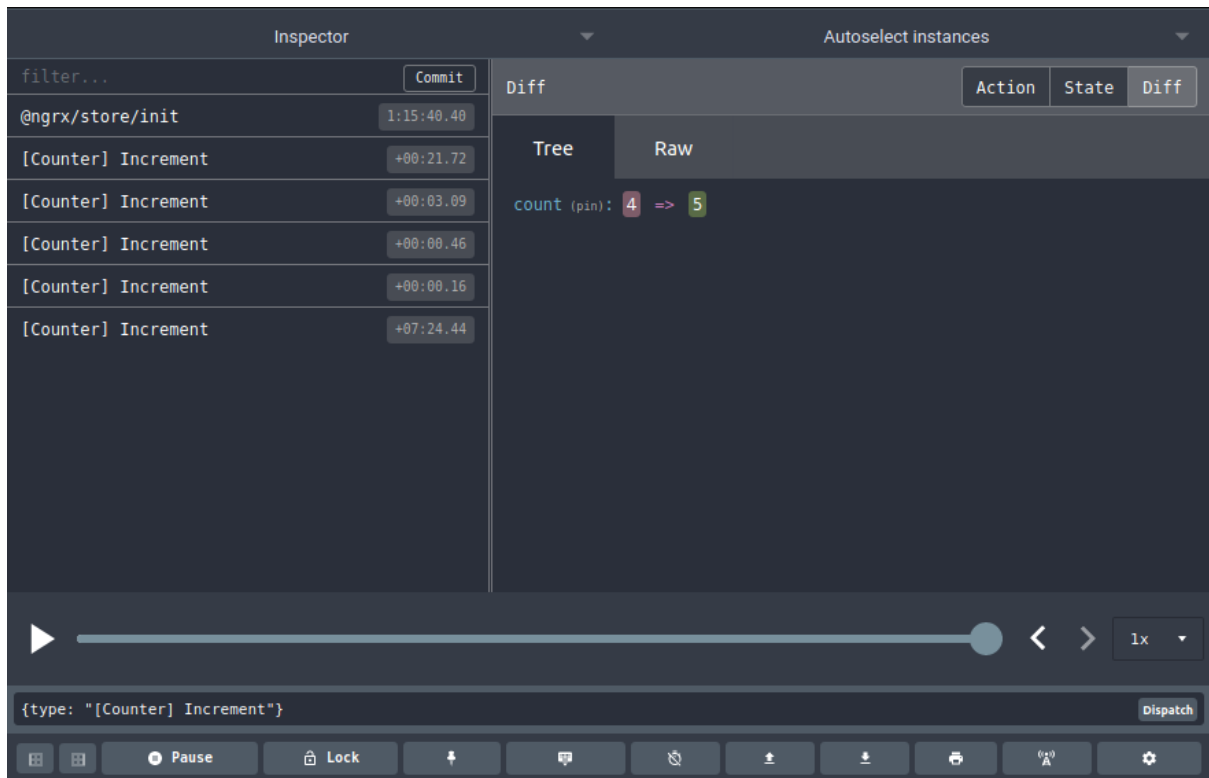 Inspector
Autoselect instances
filter...
Commit
@ngrx/store/init 1:15:40.40
[Counter] Increment +00:21.72
[Counter] Increment +00:03.09
[Counter] Increment +00:00.46
[Counter] Increment +00:00.16
[Counter] Increment +07:24.44
Diff
Action State Diff
Tree Raw
count (pin): 4 => 5
1x
{type: "[Counter] Increment"}
Dispatch
Pause Lock